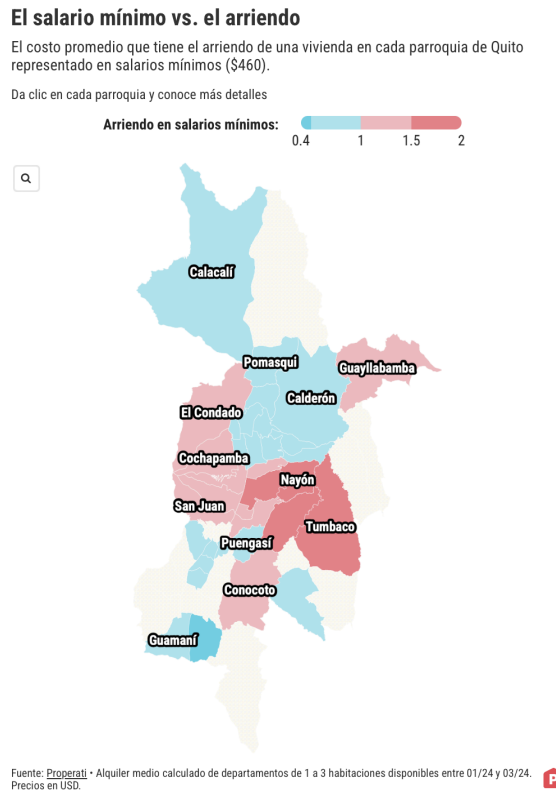 El salario mínimo vs. el arriendo
El costo promedio que tiene el arriendo de una vivienda en cada parroquia de Quito
representado en salarios mínimos ($460).
Da clic en cada parroquia y conoce más detalles
Arriendo en salarios mínimos:
0.4 1 1.5 2
Calacalí
Pomasqui
Guayllabamba
Calderón
El Condado
Cochapamba
Nayón
San Juan
Tumbaco
Puengasí
Conocoto
Guamaní
Fuente: Properati • Alquiler medio calculado de departamentos de 1 a 3 habitaciones disponibles entre 01/24 y 03/24.
Precios en USD.
P